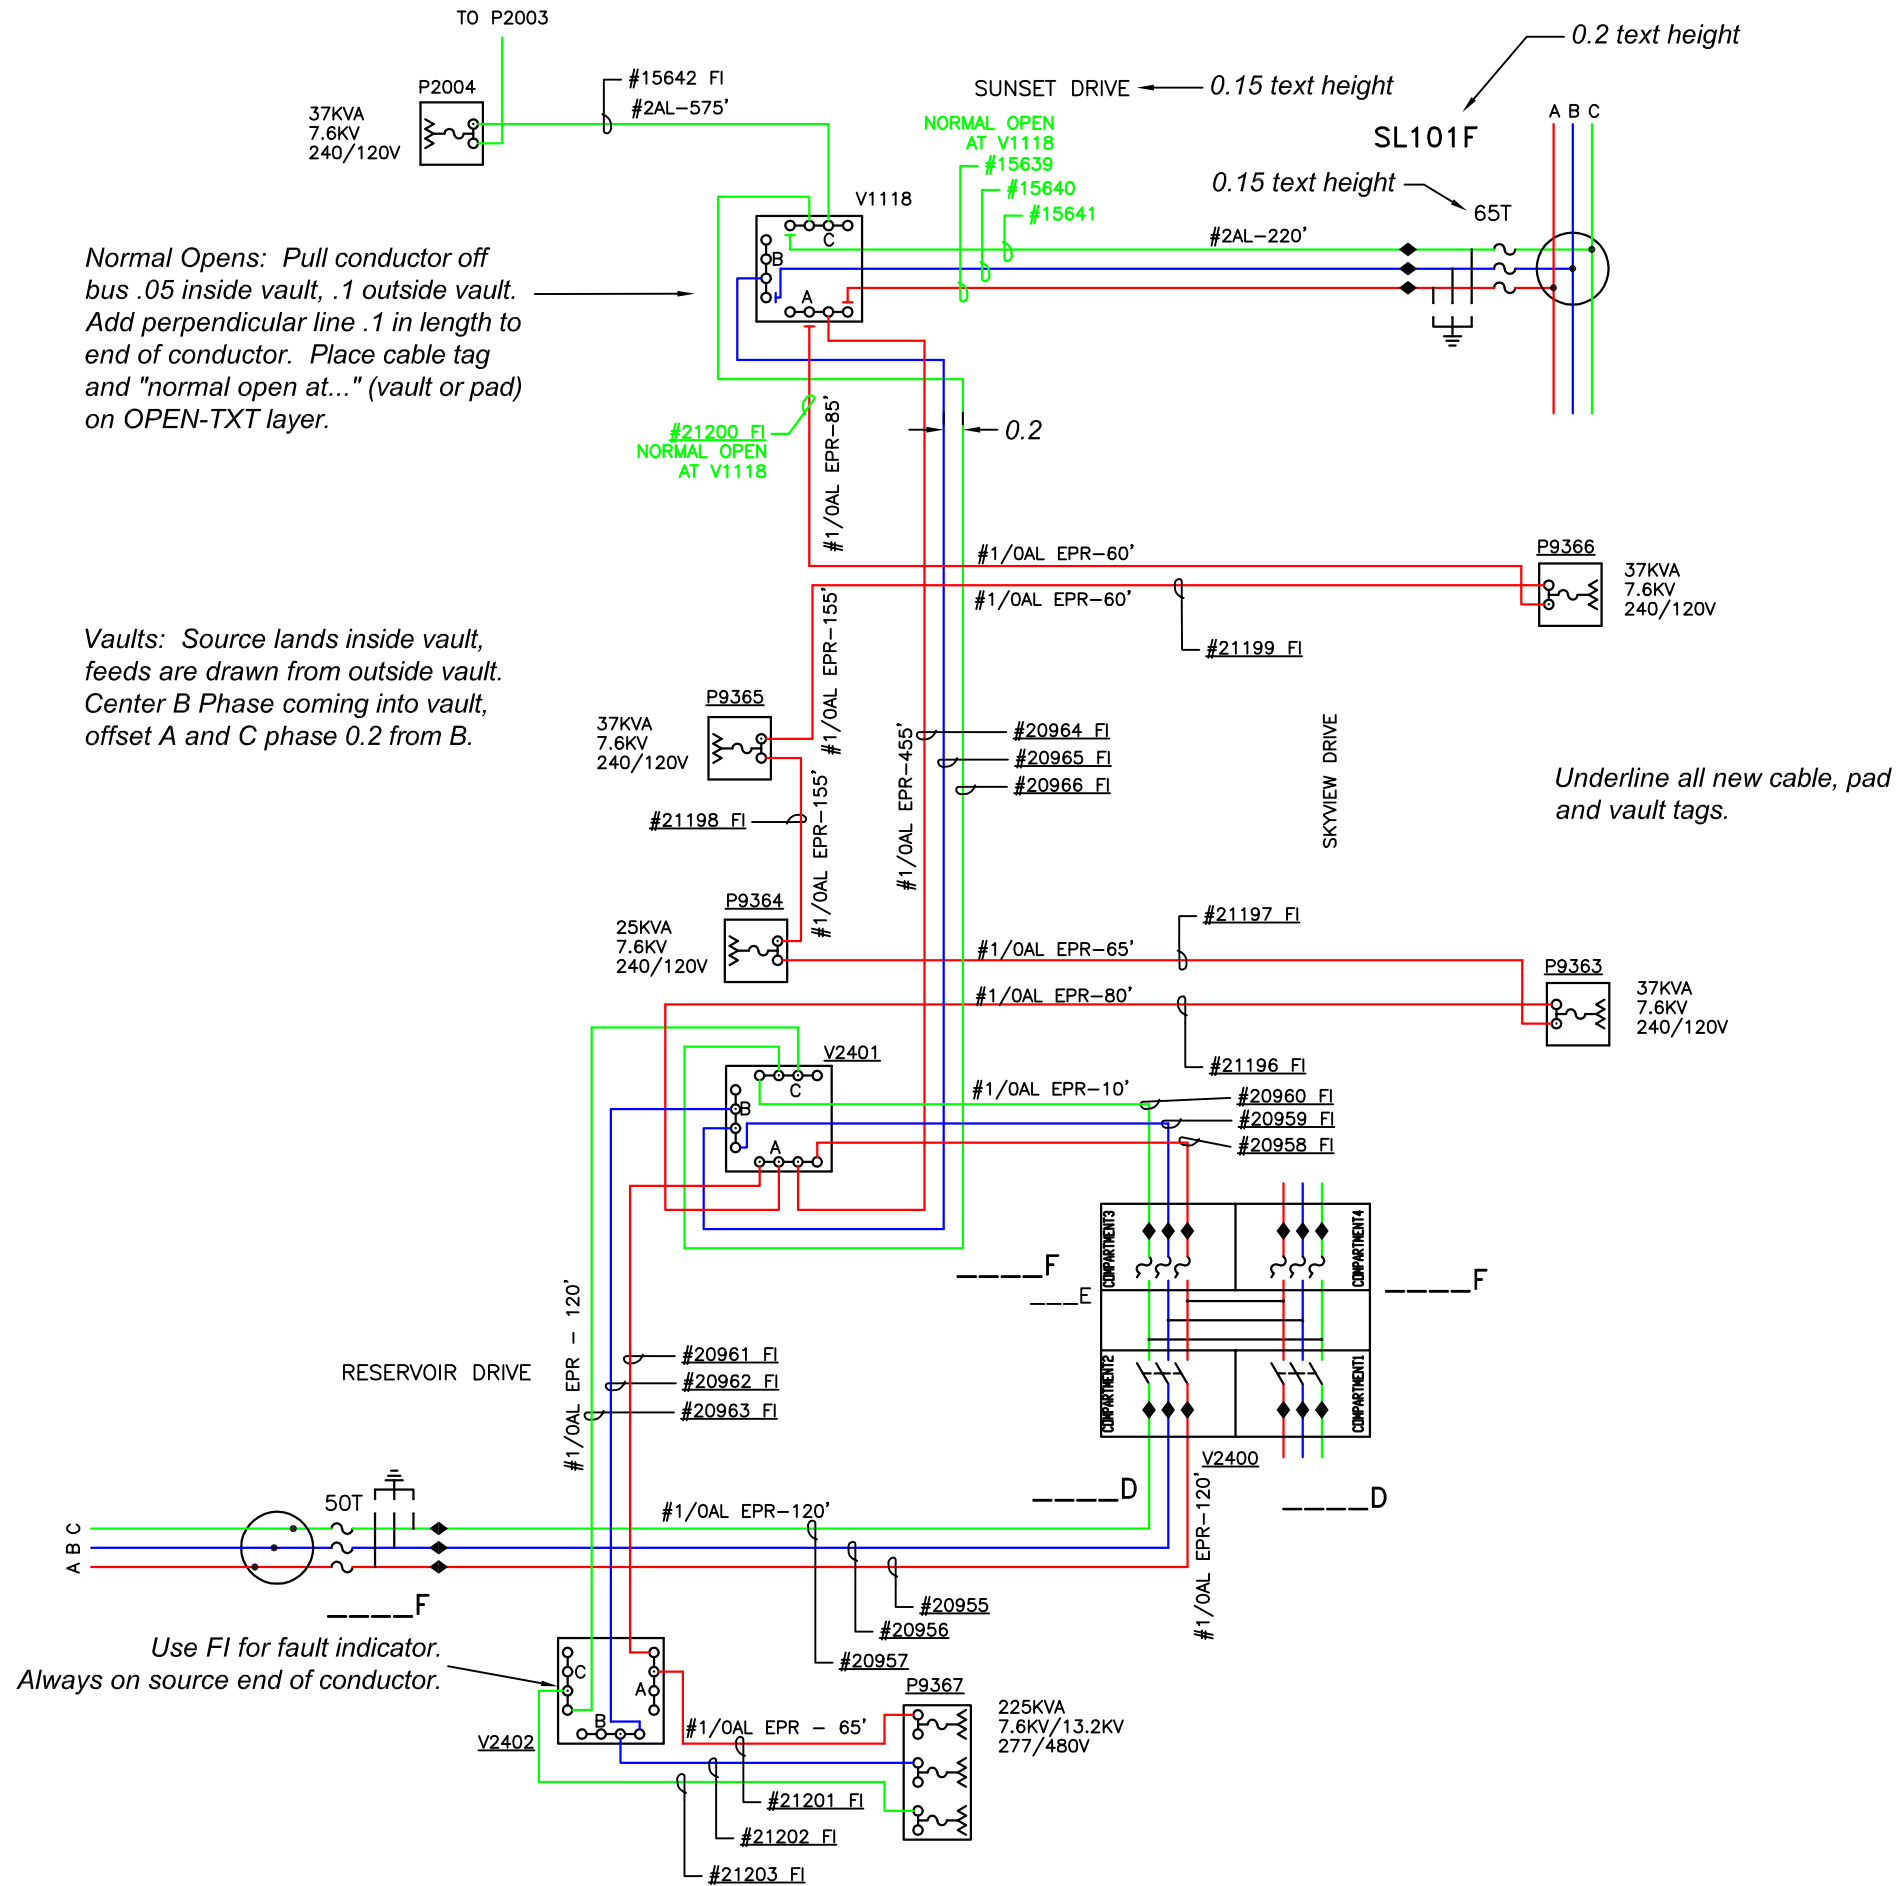 TO P2003
0.2 text height
P2004
#15642 FI
#2AL-575'
SUNSET DRIVE
0.15 text height
37KVA
7.6KV
240/120V
NORMAL OPEN
AT V1118
#15639
#15640
#15641
SL101F
A B C
0.15 text height
65T
V1118
C
B
A
#2AL-220'
Normal Opens: Pull conductor off
bus .05 inside vault, .1 outside vault.
Add perpendicular line .1 in length to
end of conductor. Place cable tag
and "normal open at..." (vault or pad)
on OPEN-TXT layer.
#21200 FI
NORMAL OPEN
AT V1118
#1/0AL EPR-85'
0.2
#1/0AL EPR-60'
#1/0AL EPR-60'
P9366
37KVA
7.6KV
240/120V
#21199 FI
Vaults: Source lands inside vault,
feeds are drawn from outside vault.
Center B Phase coming into vault,
offset A and C phase 0.2 from B.
#1/0AL EPR-155'
P9365
37KVA
7.6KV
240/120V
#20964 FI
#20965 FI
#20966 FI
#1/0AL EPR-455'
SKYVIEW DRIVE
Underline all new cable, pad
and vault tags.
#21198 FI
#1/0AL EPR-155'
P9364
25KVA
7.6KV
240/120V
#21197 FI
#1/0AL EPR-65'
P9363
37KVA
7.6KV
240/120V
#1/0AL EPR-80'
#21196 FI
V2401
C
B
A
#1/0AL EPR-10'
#20960 FI
#20959 FI
#20958 FI
COMPARTMENT3
COMPARTMENT4
____F
___E
____F
COMPARTMENT2
COMPARTMENT1
V2400
____D
____D
#1/0AL EPR - 120'
RESERVOIR DRIVE
#20961 FI
#20962 FI
#20963 FI
50T
A B C
#1/0AL EPR-120'
#1/0AL EPR-120'
____F
#20955
#20956
#20957
Use FI for fault indicator.
Always on source end of conductor.
C
A
B
V2402
#1/0AL EPR - 65'
P9367
225KVA
7.6KV/13.2KV
277/480V
#21201 FI
#21202 FI
#21203 FI